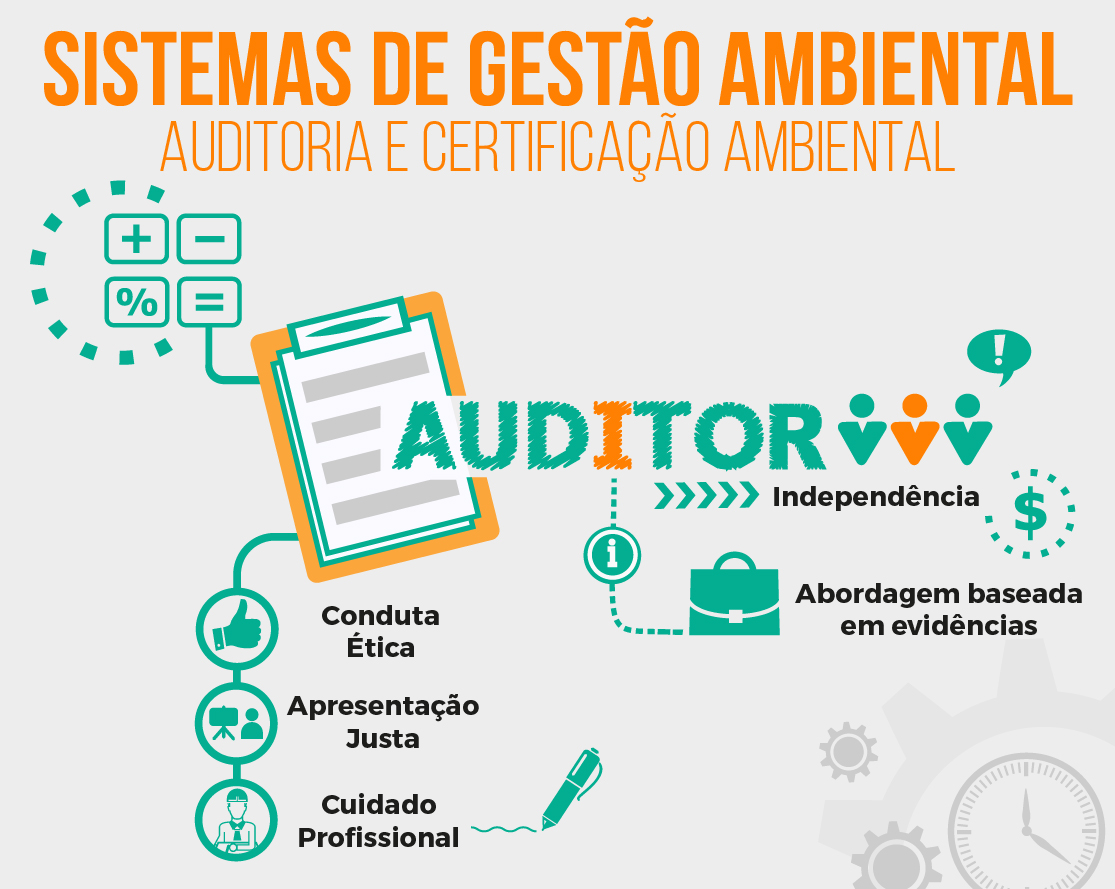 SISTEMAS DE GESTÃO AMBIENTAL
AUDITORIA E CERTIFICAÇÃO AMBIENTAL
+ −
% =
!
AUDITOR
Independência
$
i
Abordagem baseada
em evidências
Conduta
Ética
Apresentação
Justa
Cuidado
Profissional